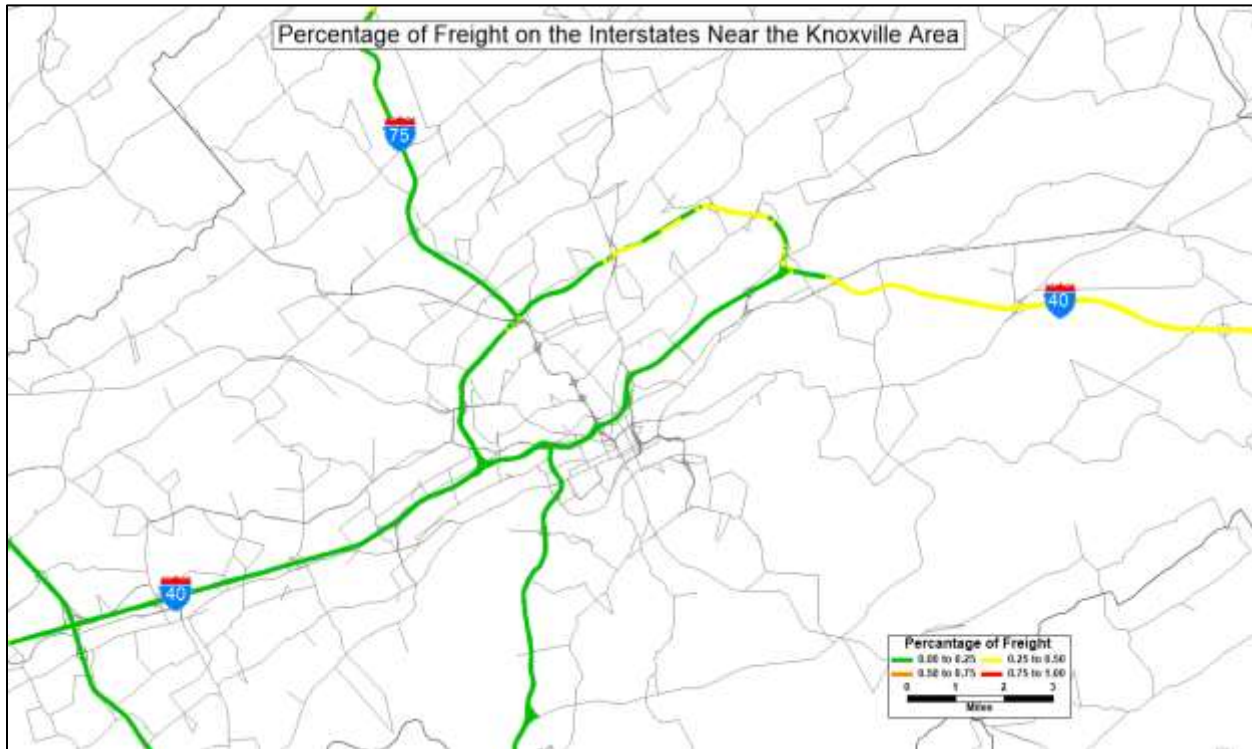 Percentage of Freight on the Interstates Near the Knoxville Area
75
40
40
Percantage of Freight
0.00 to 0.25 0.25 to 0.50
0.50 to 0.75 0.75 to 1.00
0 1 2 3
Miles